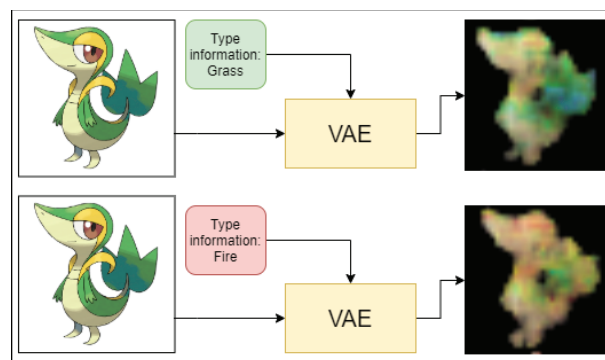 Type
information:
Grass
VAE
Type
information:
Fire
VAE